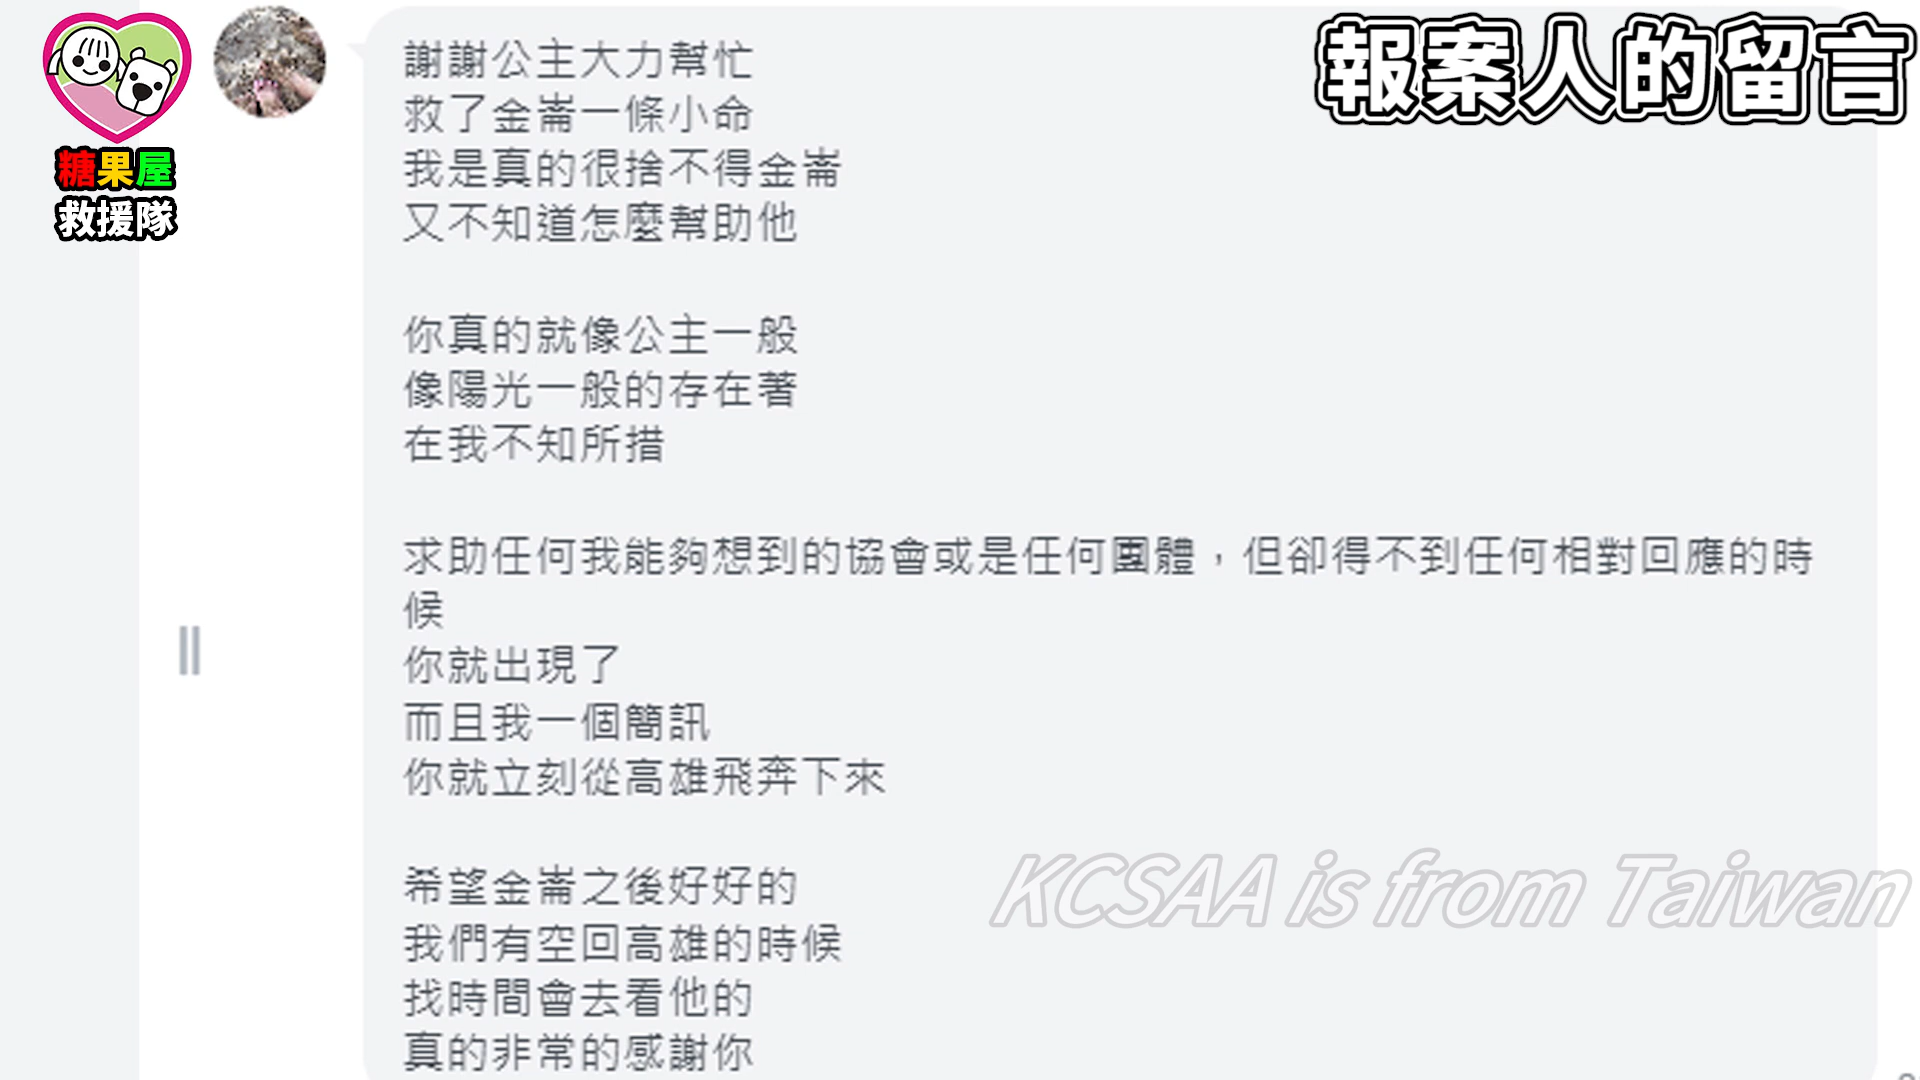 報案人的留言
糖果屋
救援隊
謝謝公主大力幫忙
救了金崙一條小命
我是真的很捨不得金崙
又不知道怎麼幫助他
你真的就像公主一般
像陽光一般的存在著
在我不知所措
求助任何我能夠想到的協會或是任何團體，但卻得不到任何相對回應的時
候
你就出現了
而且我一個簡訊
你就立刻從高雄飛奔下來
希望金崙之後好好的
我們有空回高雄的時候
找時間會去看他的
真的非常的感謝你
KCSAA is from Taiwan